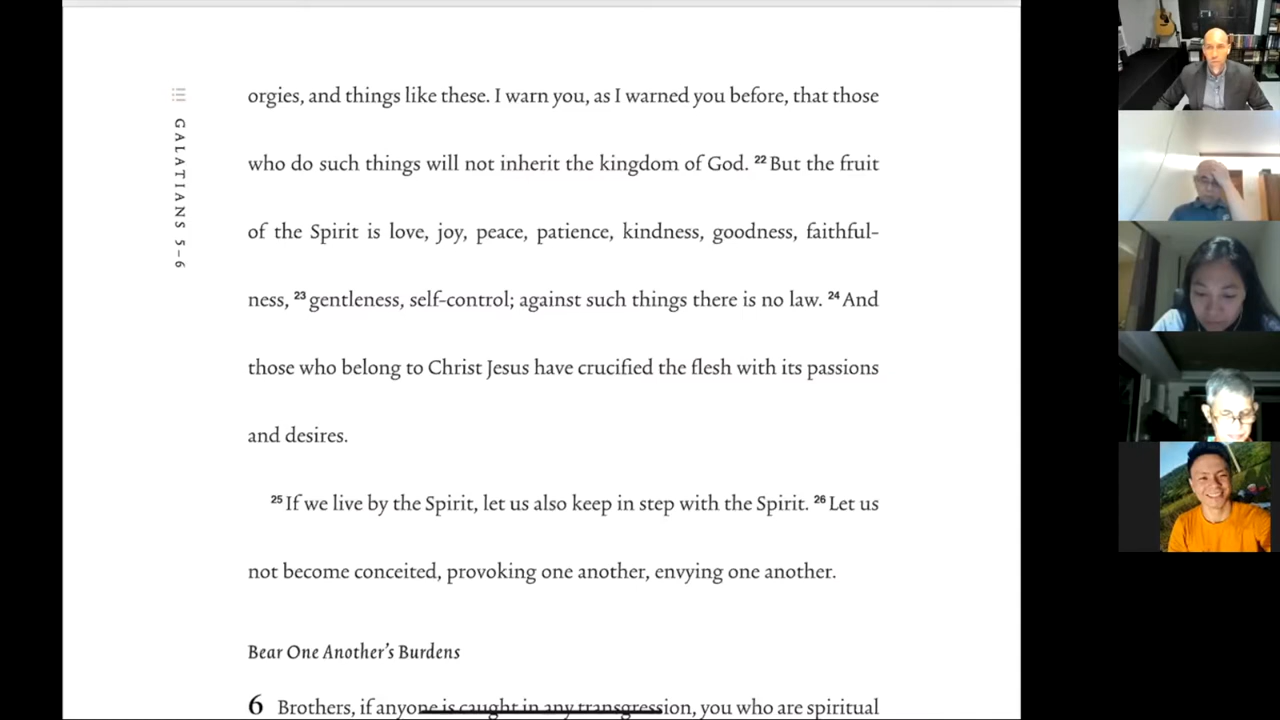 GALATIANS 5–6
orgies, and things like these. I warn you, as I warned you before, that those
who do such things will not inherit the kingdom of God. 22 But the fruit
of the Spirit is love, joy, peace, patience, kindness, goodness, faithful-
ness, 23 gentleness, self-control; against such things there is no law. 24 And
those who belong to Christ Jesus have crucified the flesh with its passions
and desires.
25 If we live by the Spirit, let us also keep in step with the Spirit. 26 Let us
not become conceited, provoking one another, envying one another.
Bear One Another’s Burdens
6 Brothers, if anyone is caught in any transgression, you who are spiritual